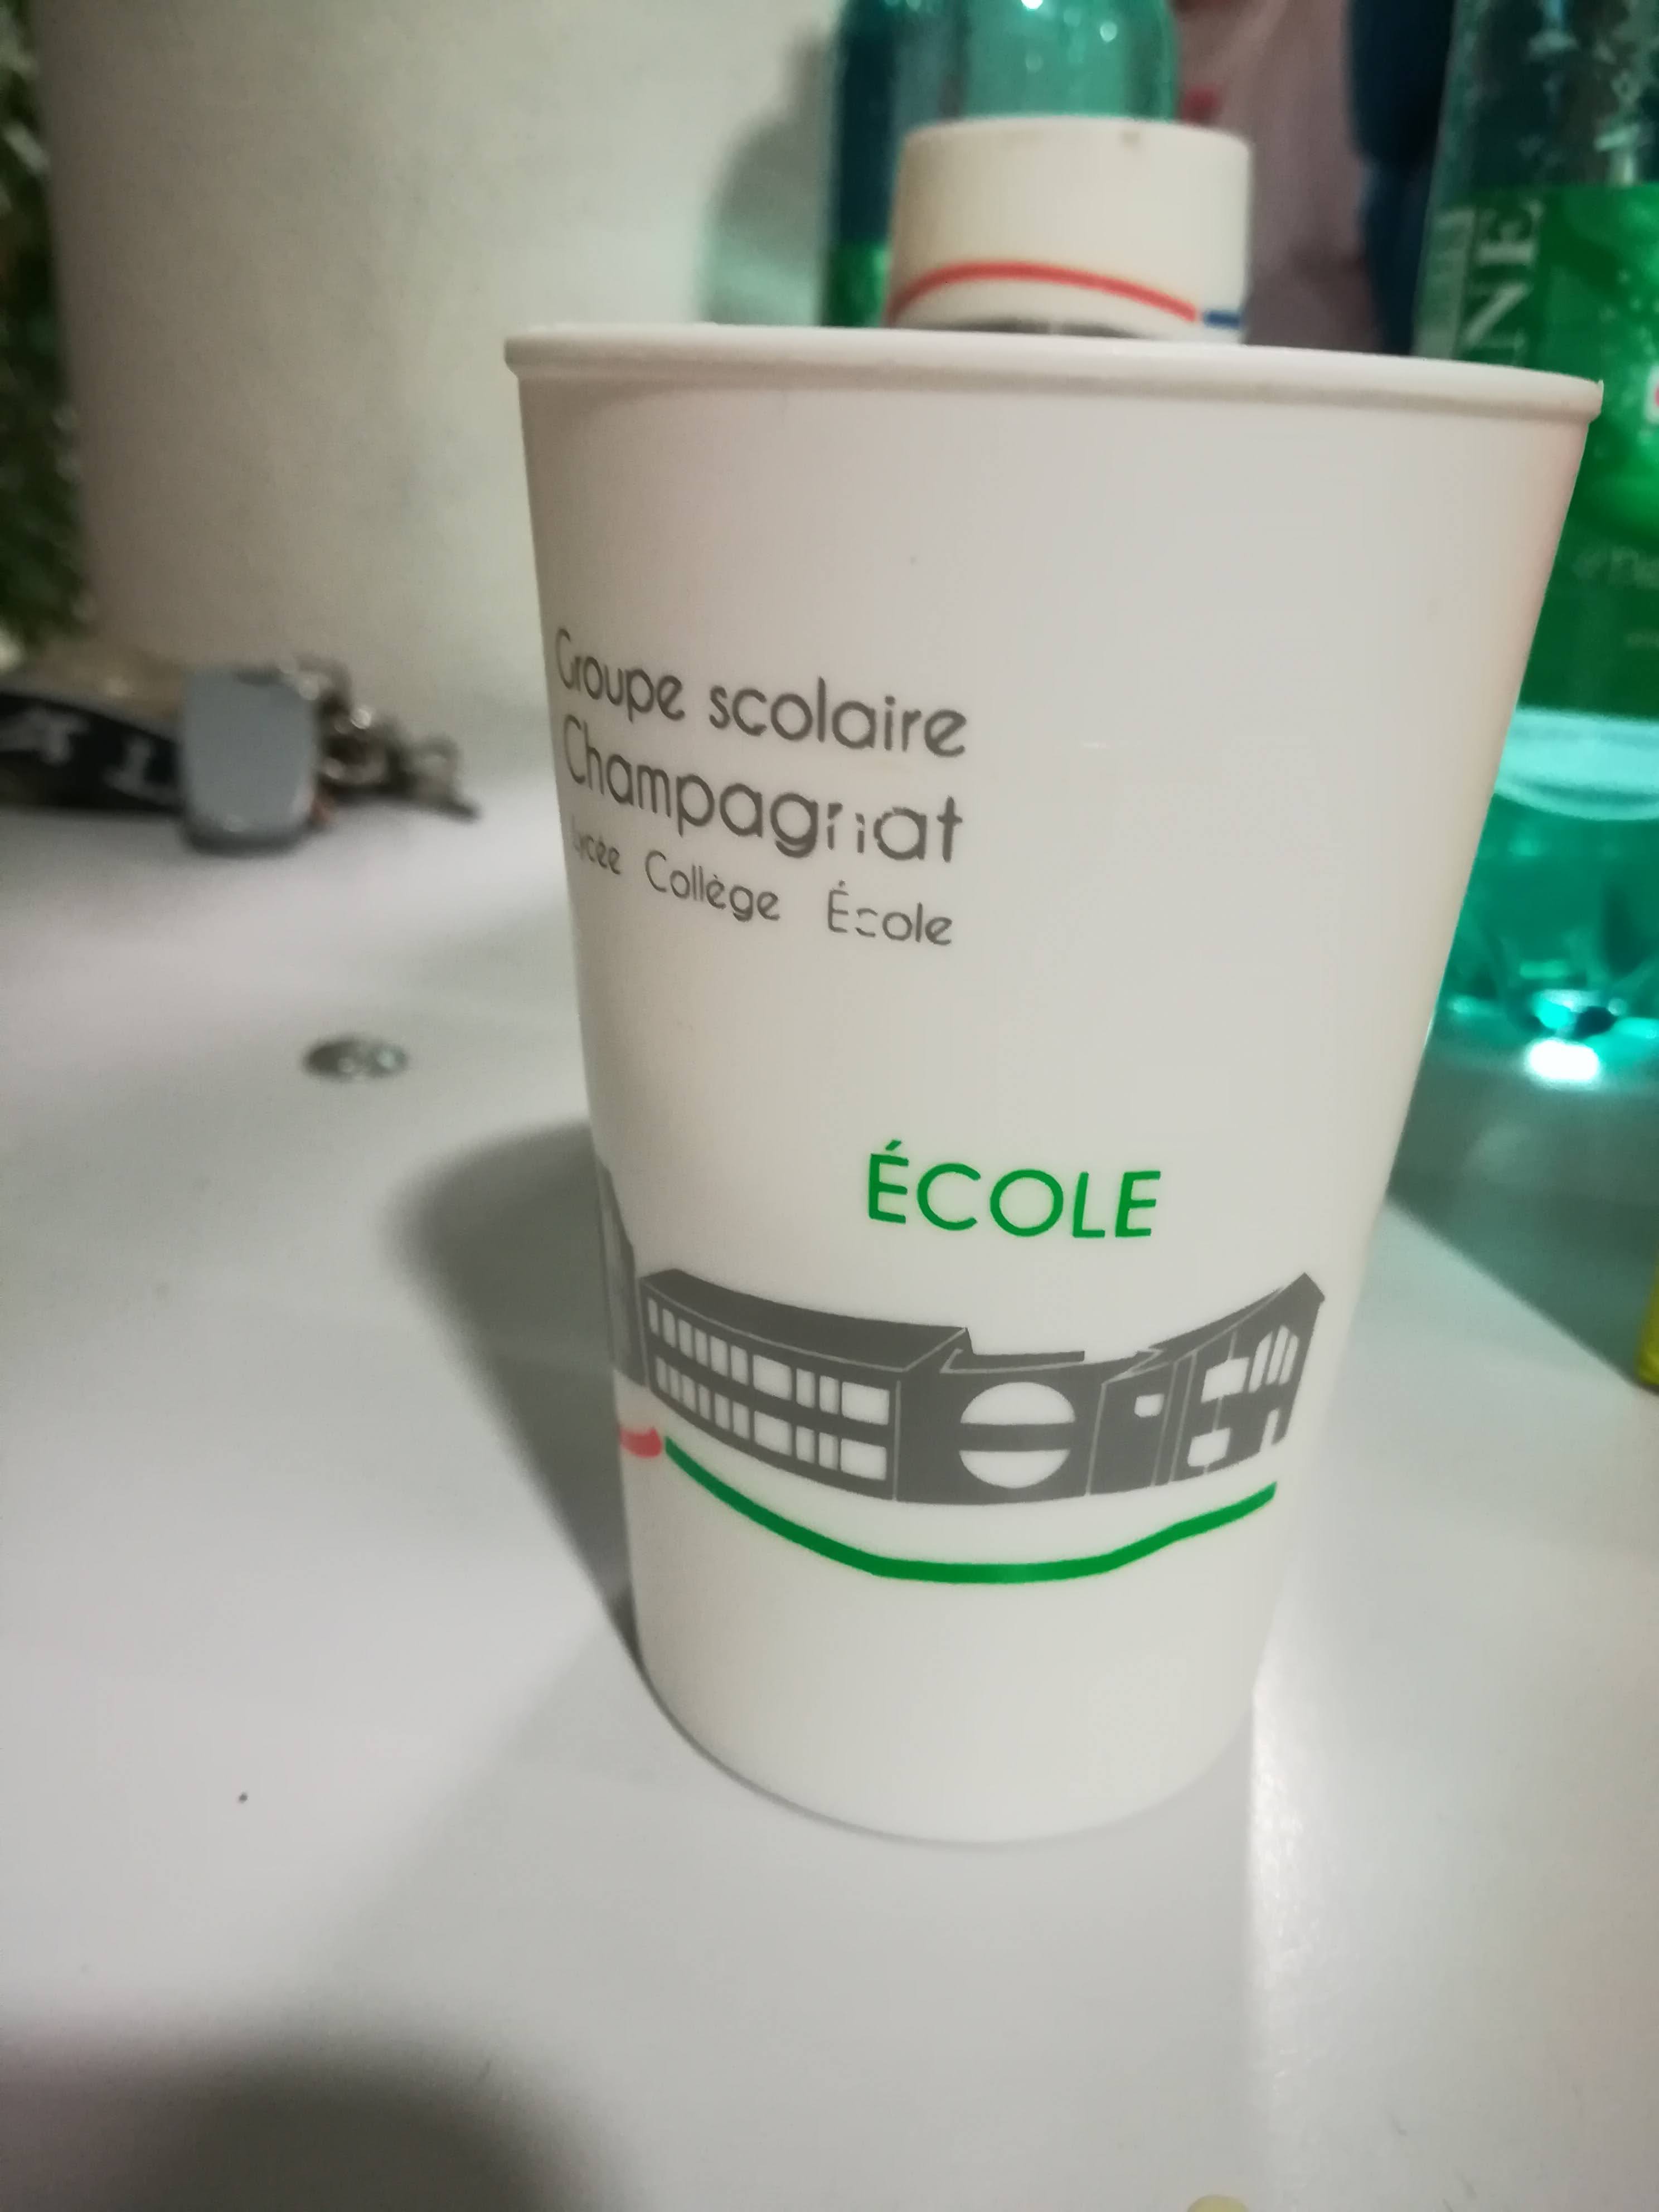 Groupe scolaire
Champagnat
Lycée Collège École
ÉCOLE